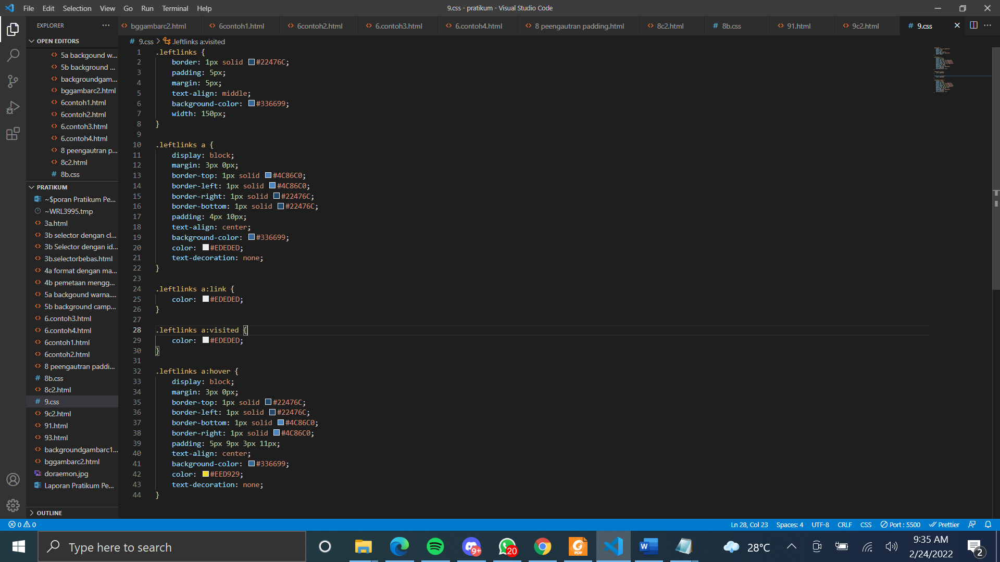 File Edit Selection View Go Run Terminal Help
9.css - pratikum - Visual Studio Code
EXPLORER
bggambarc2.html 6contoh1.html 6contoh2.html 6.contoh3.html 6.contoh4.html 8 peengautran padding.html 8c2.html 8b.css 91.html 9c2.html 9.css
OPEN EDITORS
5a backgound w...
5b background ...
backgroundgam...
bggambarc2.html
6contoh1.html
6contoh2.html
6.contoh3.html
6.contoh4.html
8 peengautran p...
8c2.html
8b.css
PRATIKUM
~$poran Pratikum Pe...
~WRL3995.tmp
3a.html
3b selector dengan cl...
3b Selector dengan id...
3b.selectorbebas.html
4a format dengan ma...
4b pemetaan mengg...
5a backgound warna....
5b background camp...
6.contoh3.html
6.contoh4.html
6contoh1.html
6contoh2.html
8 peengautran paddi...
8b.css
8c2.html
9.css
9c2.html
91.html
93.html
backgroundgambarc1...
bggambarc2.html
doraemon.jpg
Laporan Pratikum Pe...
OUTLINE
9.css > .leftlinks a:visited
1 .leftlinks {
2 border: 1px solid #22476C;
3 padding: 5px;
4 margin: 5px;
5 text-align: middle;
6 background-color: #336699;
7 width: 150px;
8 }
9
10 .leftlinks a {
11 display: block;
12 margin: 3px 0px;
13 border-top: 1px solid #4C86C0;
14 border-left: 1px solid #4C86C0;
15 border-right: 1px solid #22476C;
16 border-bottom: 1px solid #22476C;
17 padding: 4px 10px;
18 text-align: center;
19 background-color: #336699;
20 color: #EDEDED;
21 text-decoration: none;
22 }
23
24 .leftlinks a:link {
25 color: #EDEDED;
26 }
27
28 .leftlinks a:visited {
29 color: #EDEDED;
30 }
31
32 .leftlinks a:hover {
33 display: block;
34 margin: 3px 0px;
35 border-top: 1px solid #22476C;
36 border-left: 1px solid #22476C;
37 border-bottom: 1px solid #4C86C0;
38 border-right: 1px solid #4C86C0;
39 padding: 5px 9px 3px 11px;
40 text-align: center;
41 background-color: #336699;
42 color: #EED929;
43 text-decoration: none;
44 }
0 0
Ln 28, Col 23 Spaces: 4 UTF-8 CRLF CSS Port : 5500 Prettier
Type here to search
9+
20
PDF
W
28°C
9:35 AM
2/24/2022
2